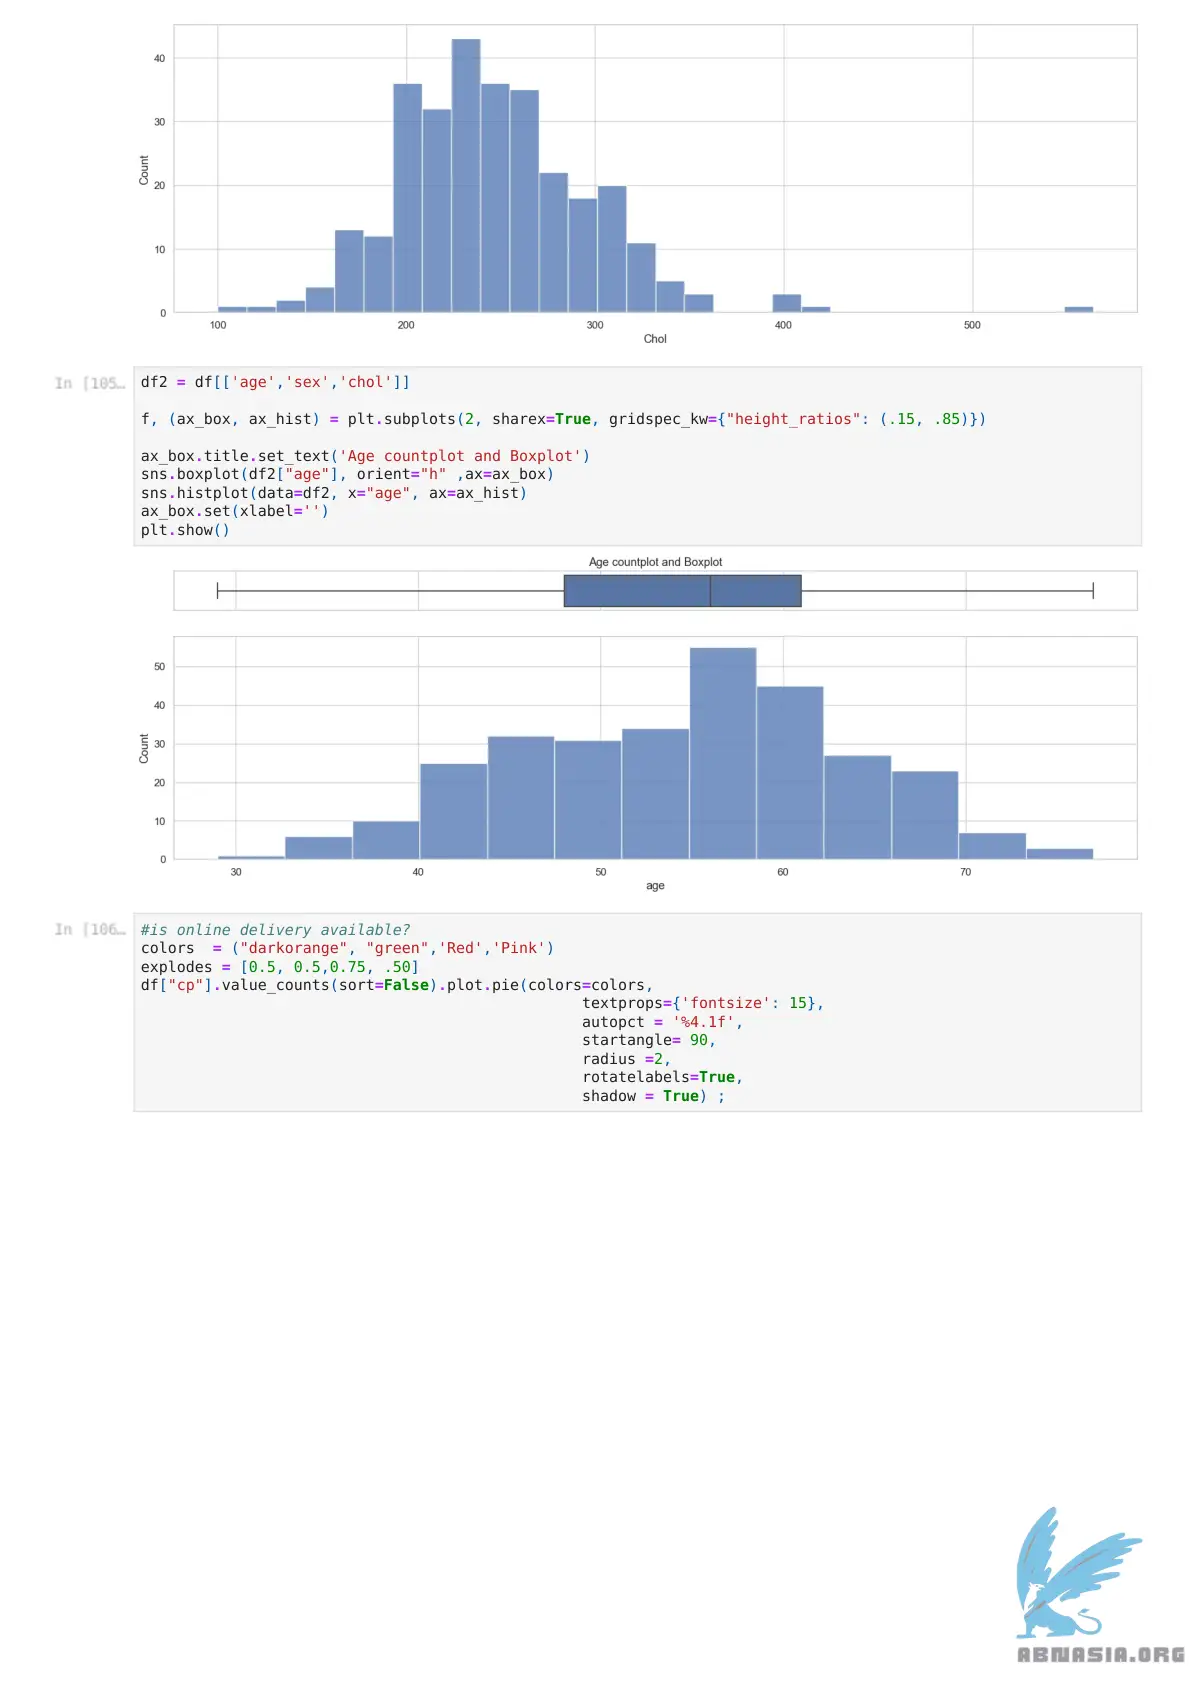 40
30
20
10
0
Count
100 200 300 400 500
Chol
In [105…
df2 = df[['age','sex','chol']]
f, (ax_box, ax_hist) = plt.subplots(2, sharex=True, gridspec_kw={"height_ratios": (.15, .85)})
ax_box.title.set_text('Age countplot and Boxplot')
sns.boxplot(df2["age"], orient="h" ,ax=ax_box)
sns.histplot(data=df2, x="age", ax=ax_hist)
ax_box.set(xlabel='')
plt.show()
Age countplot and Boxplot
50
40
30
20
10
0
Count
30 40 50 60 70
age
In [106…
#is online delivery available?
colors  = ("darkorange", "green",'Red','Pink')
explodes = [0.5, 0.5,0.75, .50]
df["cp"].value_counts(sort=False).plot.pie(colors=colors,
textprops={'fontsize': 15},
autopct = '%4.1f',
startangle= 90,
radius =2,
rotatelabels=True,
shadow = True) ;
ABNASIA.ORG